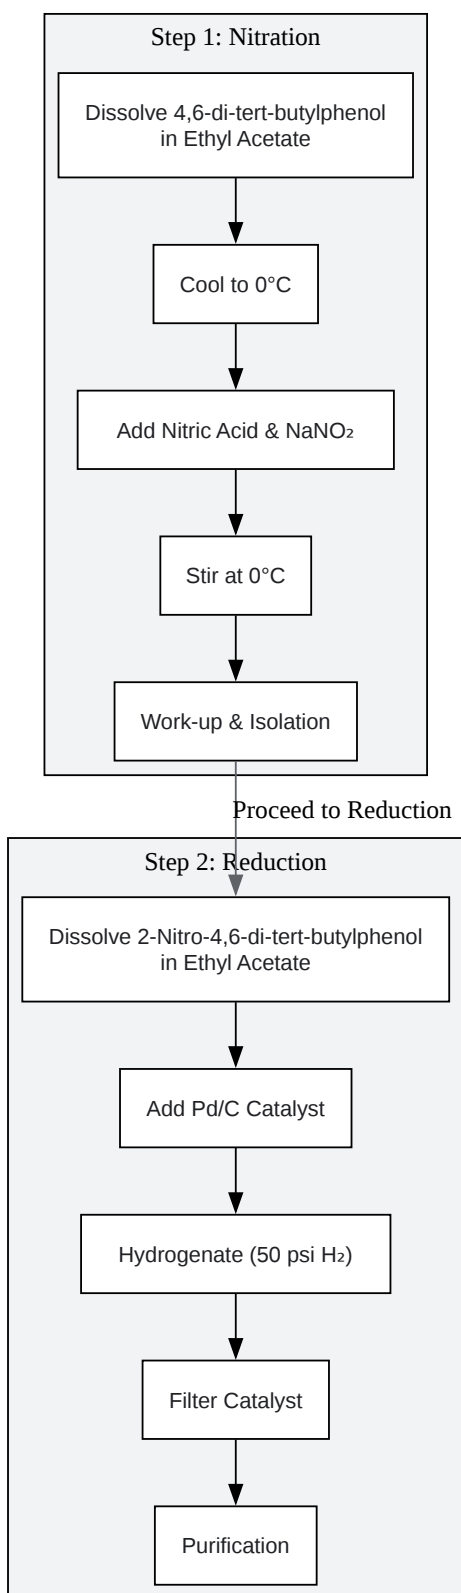 Step 1: Nitration
Dissolve 4,6-di-tert-butylphenol
in Ethyl Acetate
Cool to 0°C
Add Nitric Acid & NaNO₂
Stir at 0°C
Work-up & Isolation
Proceed to Reduction
Step 2: Reduction
Dissolve 2-Nitro-4,6-di-tert-butylphenol
in Ethyl Acetate
Add Pd/C Catalyst
Hydrogenate (50 psi H₂)
Filter Catalyst
Purification